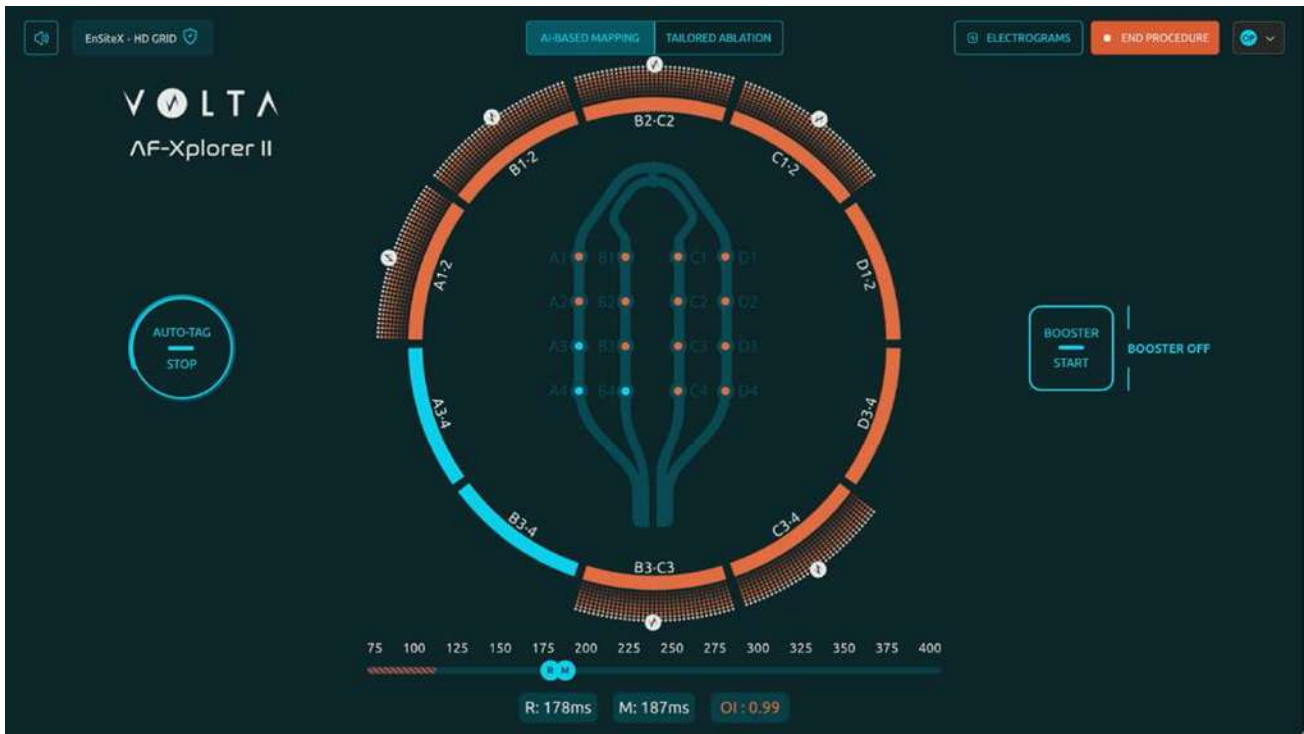 EnSiteX - HD GRID
AI-BASED MAPPING
TAILORED ABLATION
ELECTROGRAMS
END PROCEDURE
OP
VOLTA
AF-Xplorer II
B2-C2
B1-2
C1-2
A1-2
D1-2
A1 B1 C1 D1
A2 B2 C2 D2
A3 B3 C3 D3
A4 B4 C4 D4
AUTO-TAG
STOP
BOOSTER
START
BOOSTER OFF
A3-4
D3-4
B3-4
C3-4
B3-C3
75 100 125 150 175 200 225 250 275 300 325 350 375 400
R M
R: 178ms
M: 187ms
OI : 0.99